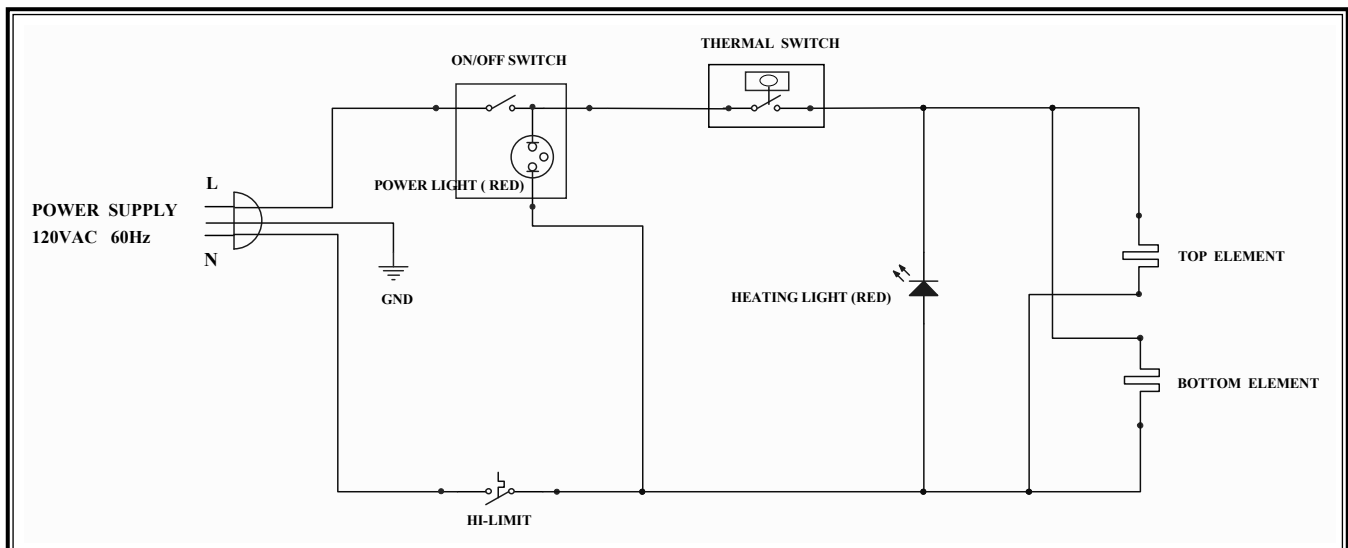 THERMAL SWITCH
ON/OFF SWITCH
POWER LIGHT ( RED)
L
POWER SUPPLY
120VAC 60Hz
N
GND
TOP ELEMENT
HEATING LIGHT (RED)
BOTTOM ELEMENT
HI-LIMIT